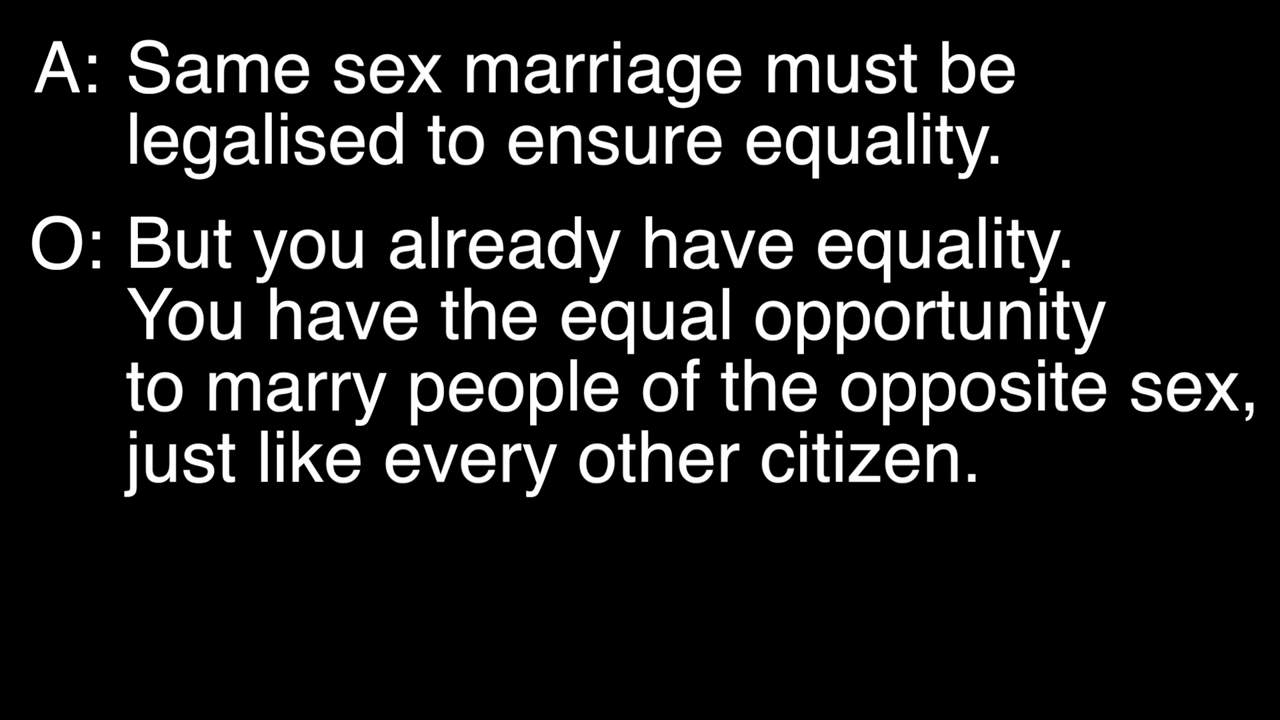 A: Same sex marriage must be
legalised to ensure equality.
O: But you already have equality.
You have the equal opportunity
to marry people of the opposite sex,
just like every other citizen.